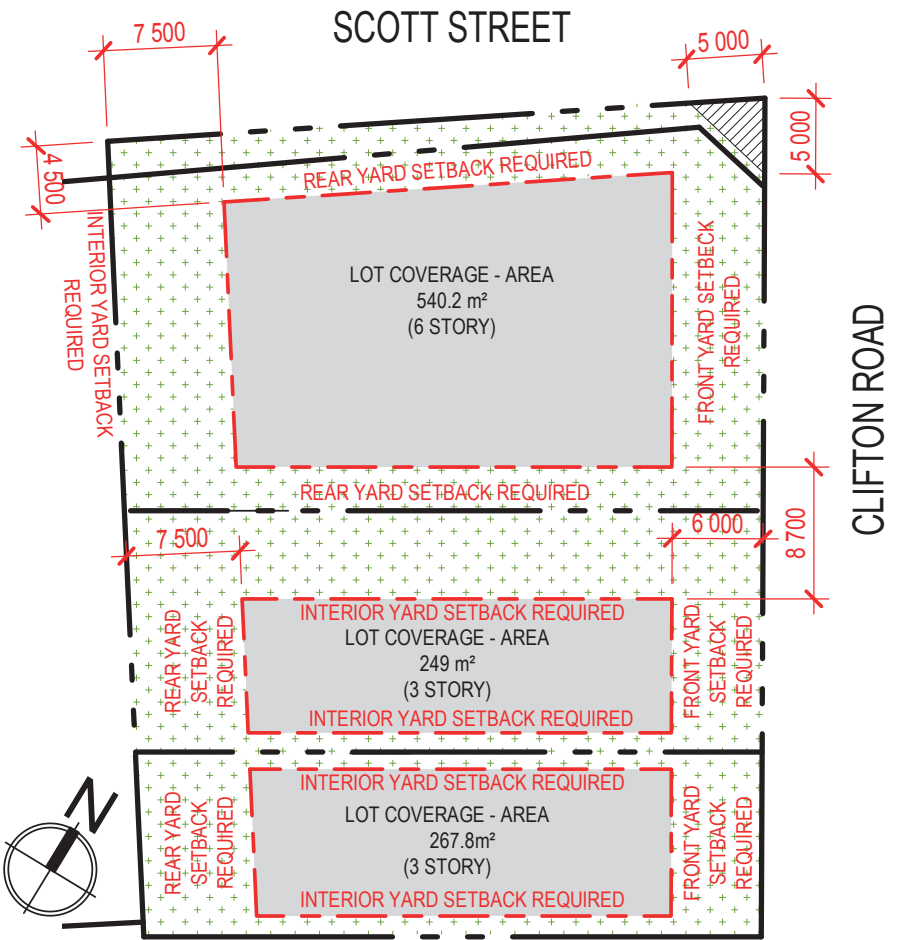 SCOTT STREET
7 500
5 000
5 000
4 500
REAR YARD SETBACK REQUIRED
INTERIOR YARD SETBACK
REQUIRED
LOT COVERAGE - AREA
540.2 m²
(6 STORY)
FRONT YARD SETBECK
REQUIRED
CLIFTON ROAD
REAR YARD SETBACK REQUIRED
7 500
6 000
8 700
REAR YARD
SETBACK
REQUIRED
INTERIOR YARD SETBACK REQUIRED
LOT COVERAGE - AREA
249 m²
(3 STORY)
INTERIOR YARD SETBACK REQUIRED
FRONT YARD
SETBACK
REQUIRED
N
REAR YARD
SETBACK
REQUIRED
INTERIOR YARD SETBACK REQUIRED
LOT COVERAGE - AREA
267.8m²
(3 STORY)
INTERIOR YARD SETBACK REQUIRED
FRONT YARD
SETBACK
REQUIRED